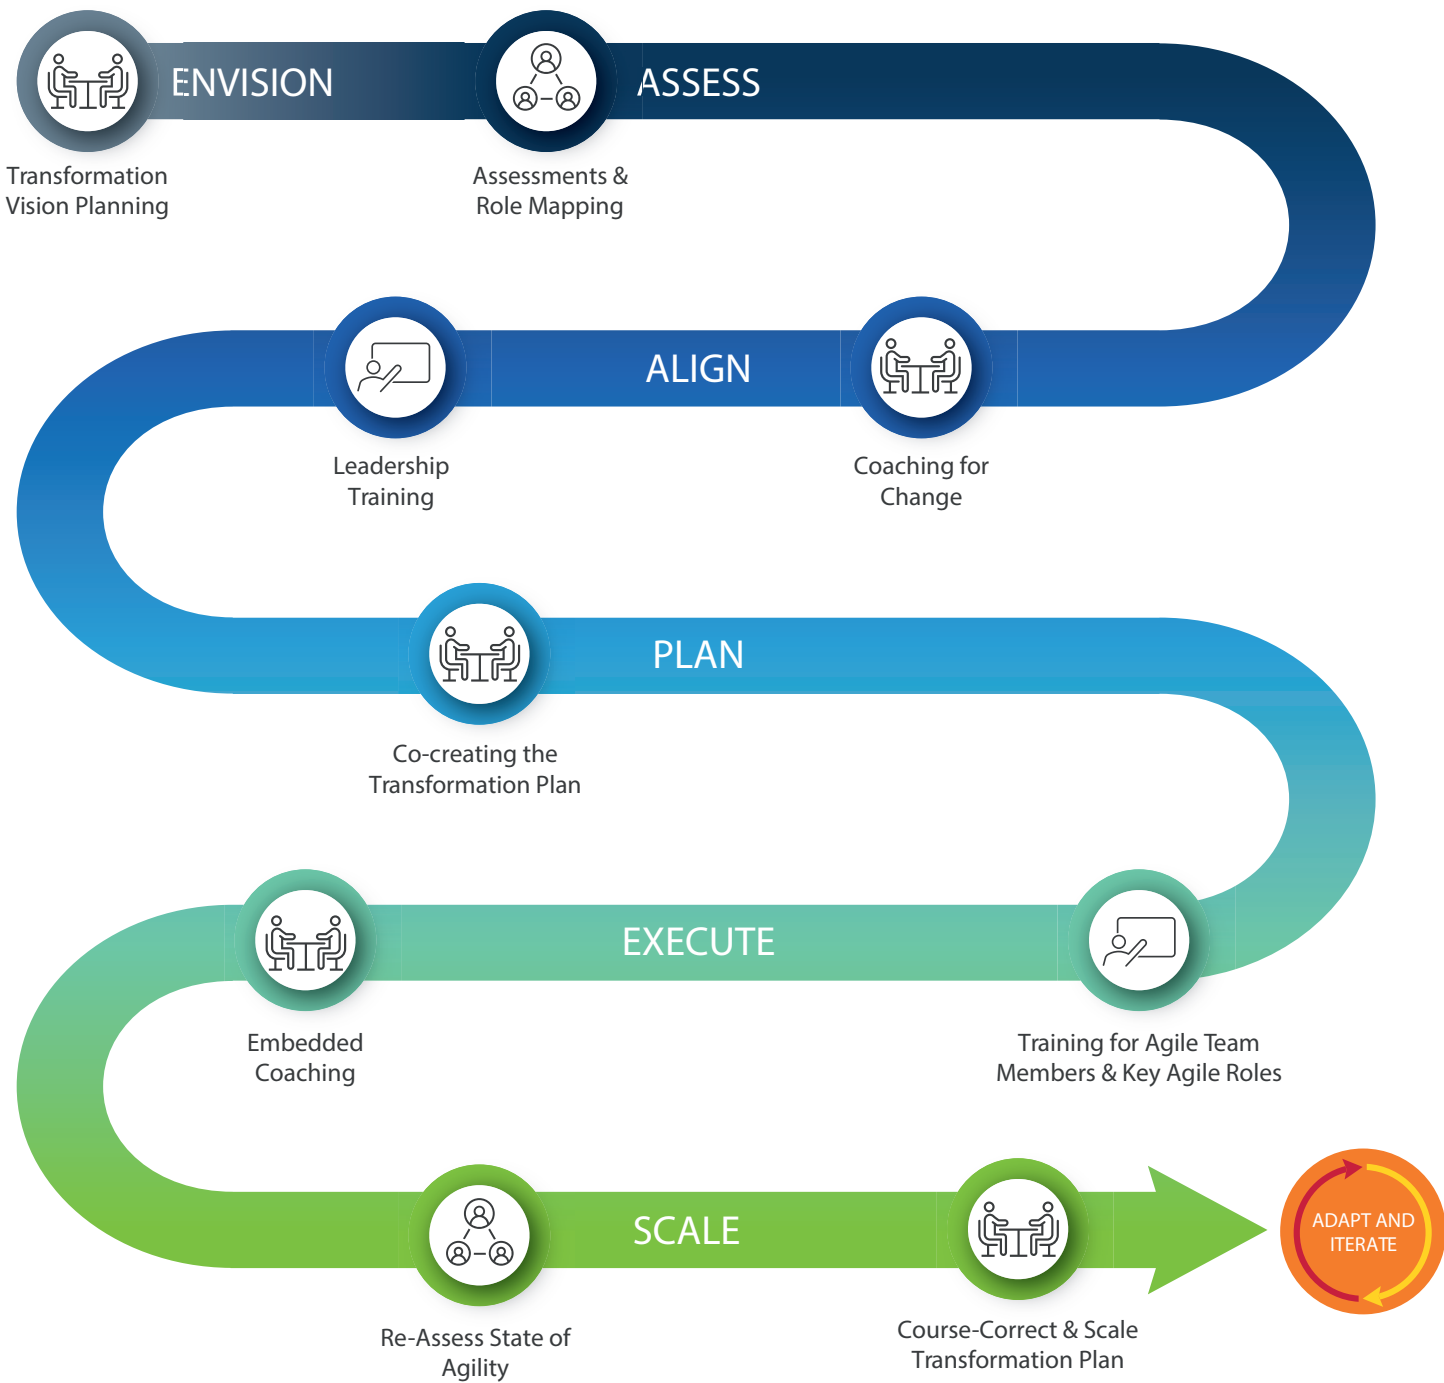 ENVISION
ASSESS
Transformation
Vision Planning
Assessments &
Role Mapping
ALIGN
Leadership
Training
Coaching for
Change
PLAN
Co-creating the
Transformation Plan
EXECUTE
Embedded
Coaching
Training for Agile Team
Members & Key Agile Roles
SCALE
ADAPT AND
ITERATE
Re-Assess State of
Agility
Course-Correct & Scale
Transformation Plan